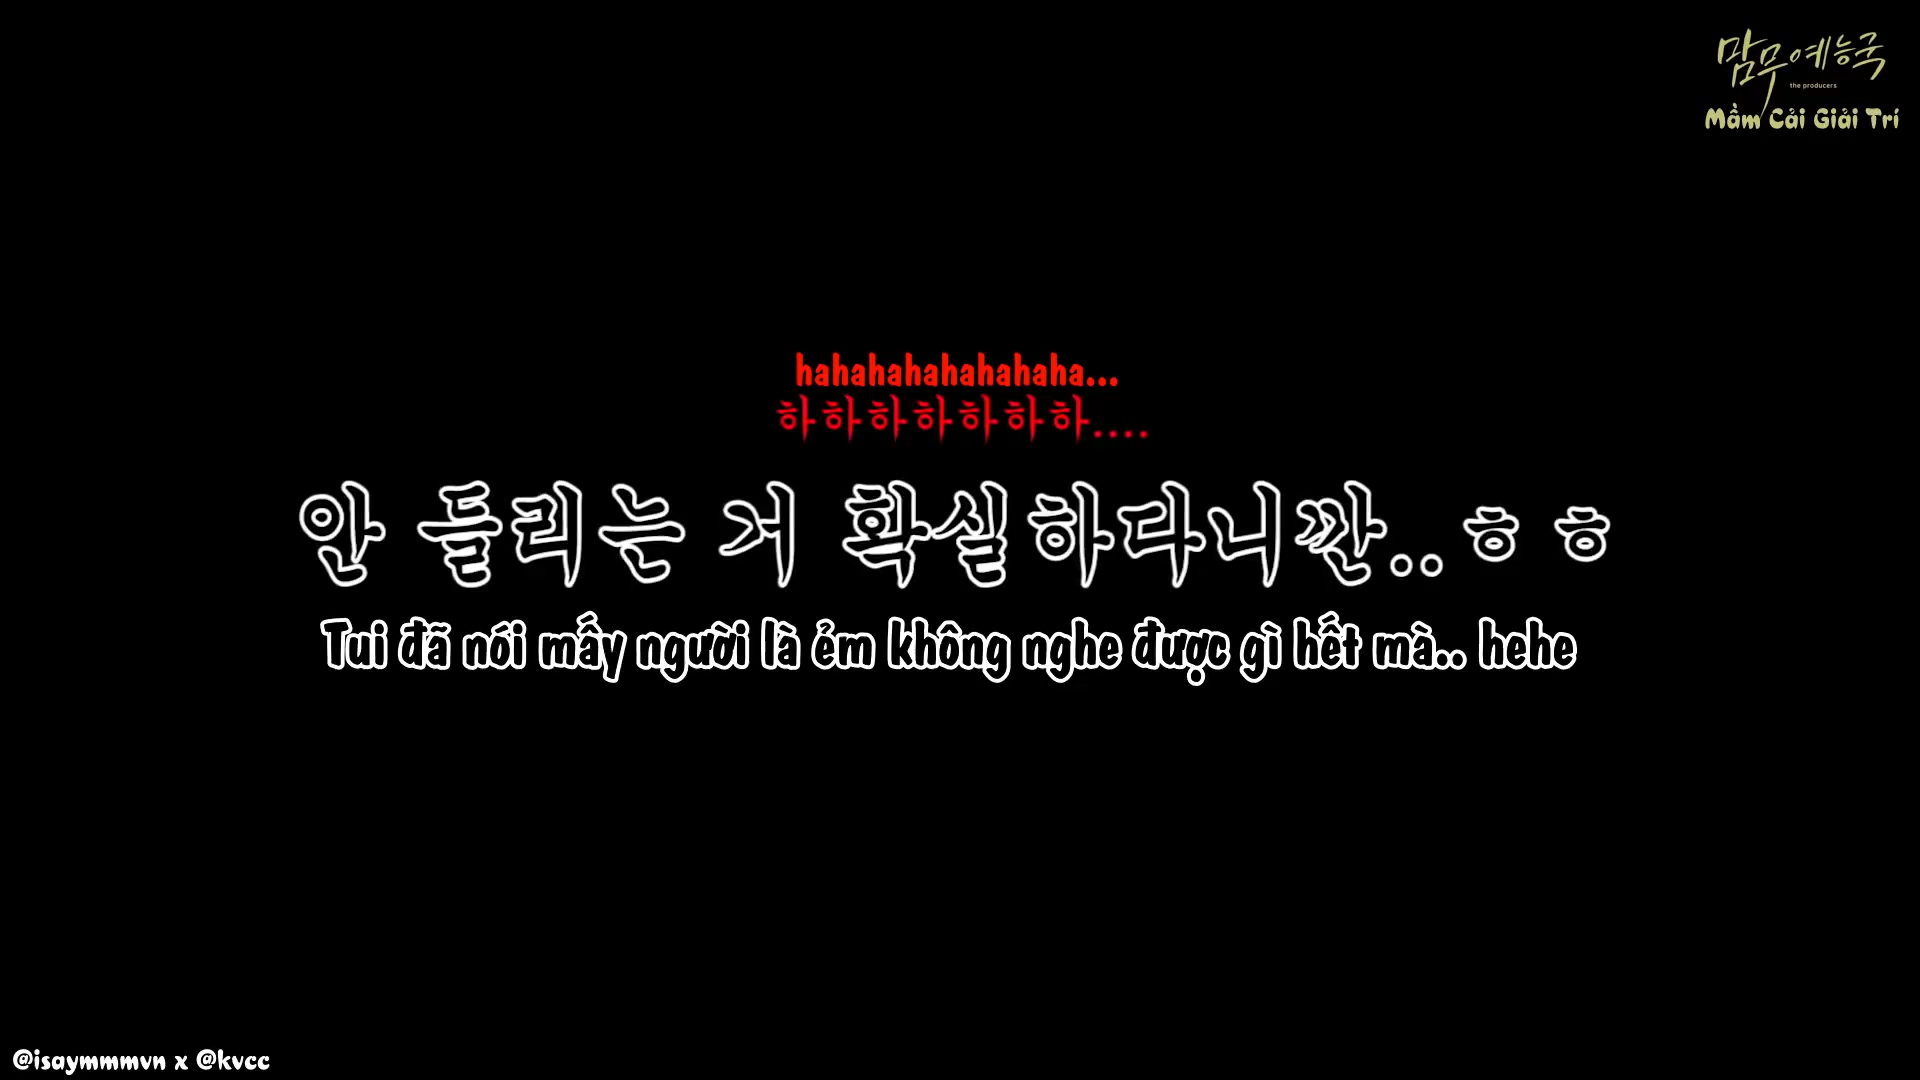 맘무예능국
the producers
Mầm Cải Giải Trí
hahahahahahahaha...
하하하하하하하....
안 들리는 거 확실하다니깐..ㅎㅎ
Tui đã nói mấy người là ẻm không nghe được gì hết mà.. hehe
@isaymmmvn x @kvcc